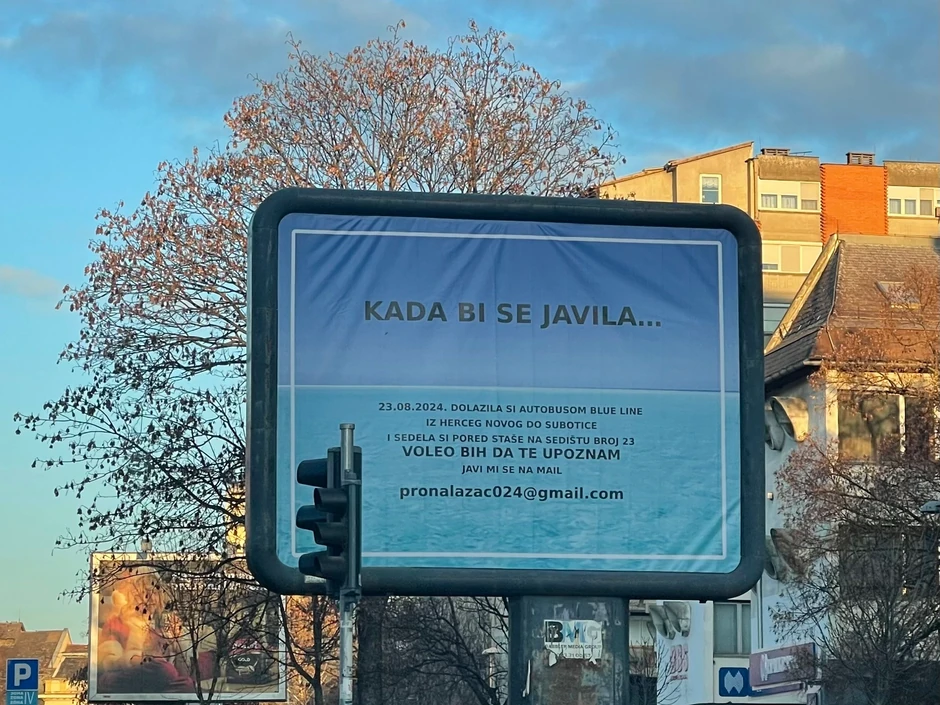 KADA BI SE JAVILA...
23.08.2024. DOLAZILA SI AUTOBUSOM BLUE LINE
IZ HERCEG NOVOG DO SUBOTICE
I SEDELA SI PORED STAŠE NA SEDIŠTU BROJ 23
VOLEO BIH DA TE UPOZNAM
JAVI MI SE NA MAIL
pronalazac024@gmail.com
P
GOLD